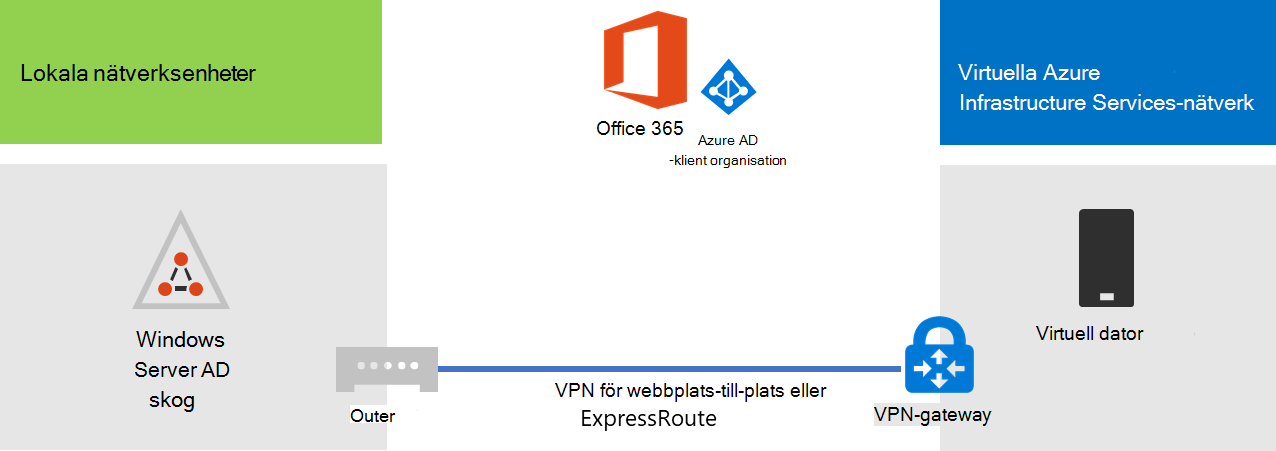 Lokala nätverksenheter
Office 365
Azure AD
-klient organisation
Virtuella Azure
Infrastructure Services-nätverk
Windows
Server AD
skog
Outer
VPN för webbplats-till-plats eller
ExpressRoute
VPN-gateway
Virtuell dator